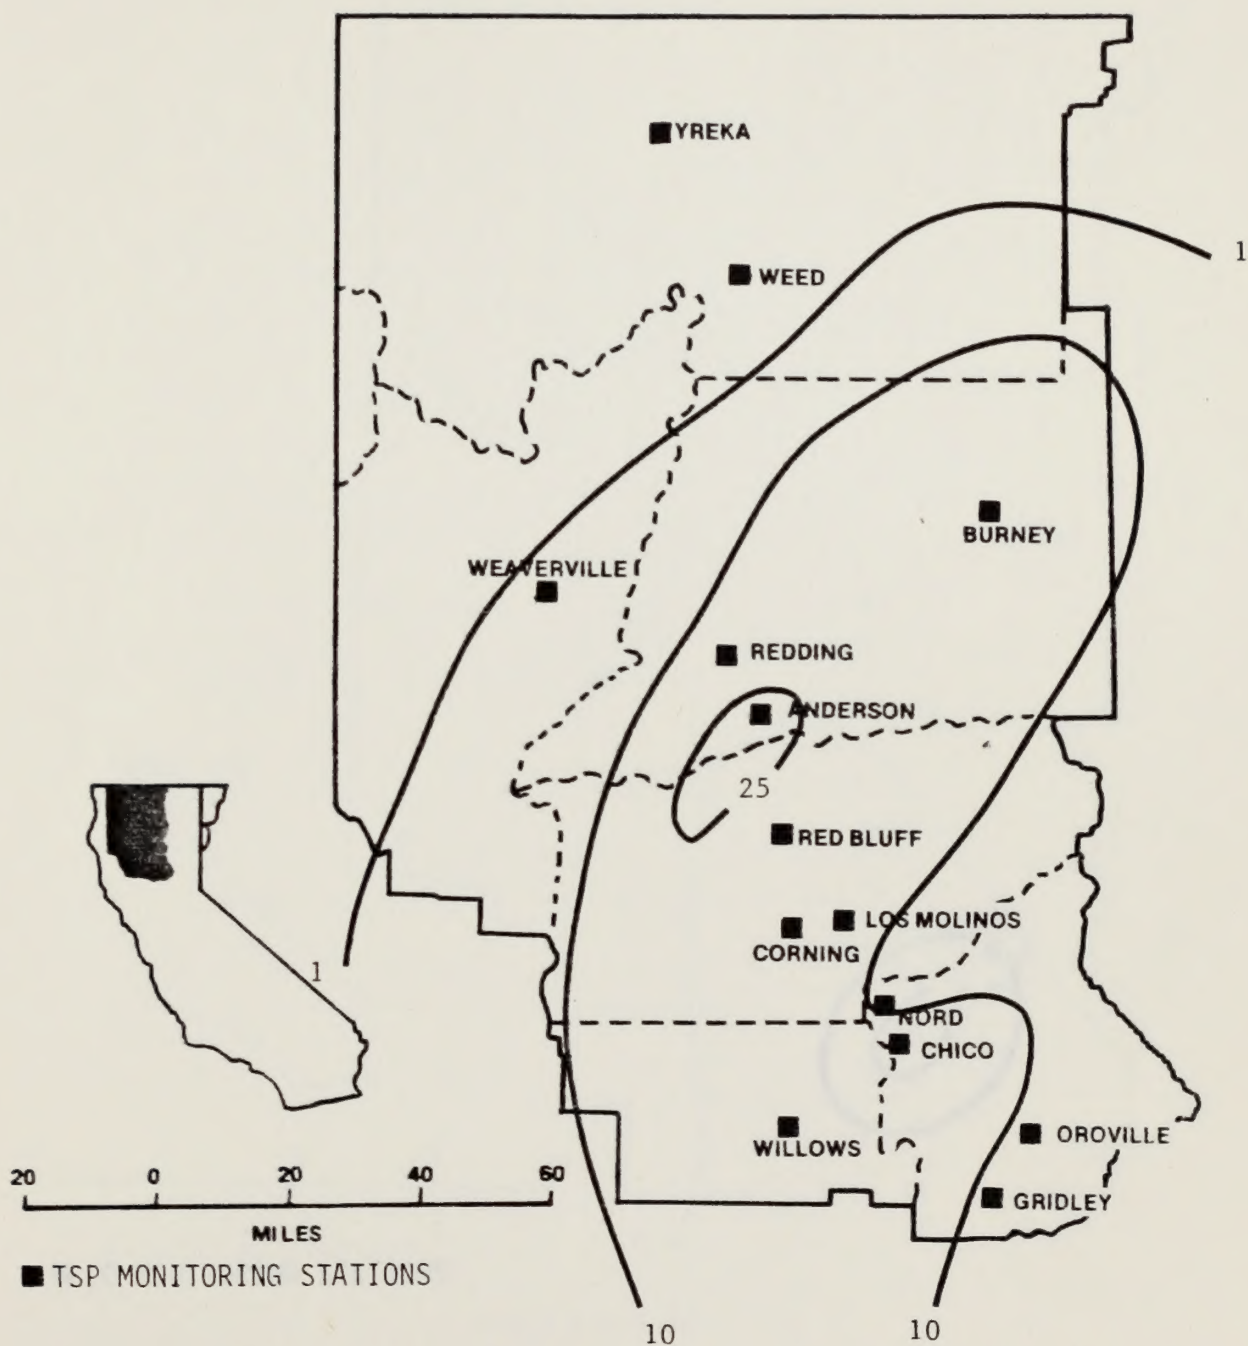 YREKA
1
WEED
BURNEY
WEAVERVILLE
REDDING
ANDERSON
25
RED BLUFF
LOS MOLINOS
CORNING
1
NORD
CHICO
WILLOWS
OROVILLE
GRIDLEY
20 0 20 40 60
MILES
TSP MONITORING STATIONS
10
10